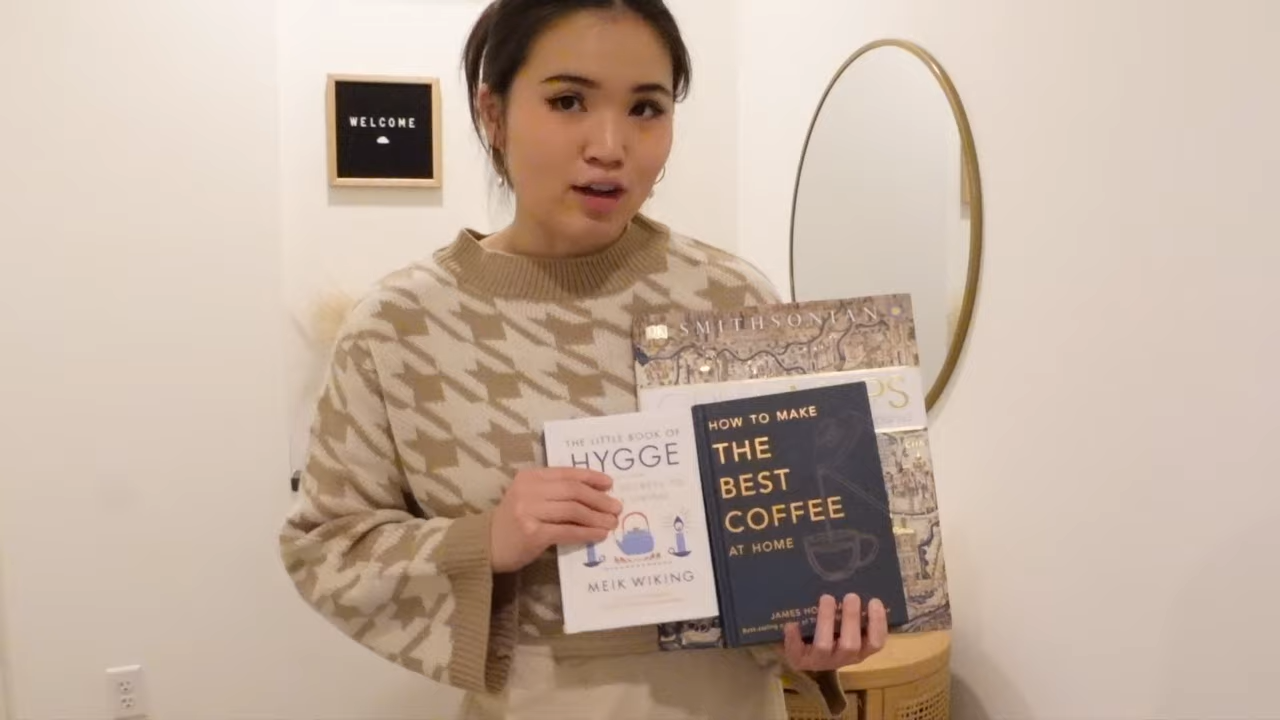 WELCOME
SMITHSONIAN
PS
THE LITTLE BOOK OF
HYGGE
MEIK WIKING
HOW TO MAKE
THE
BEST
COFFEE
AT HOME
JAMES HO